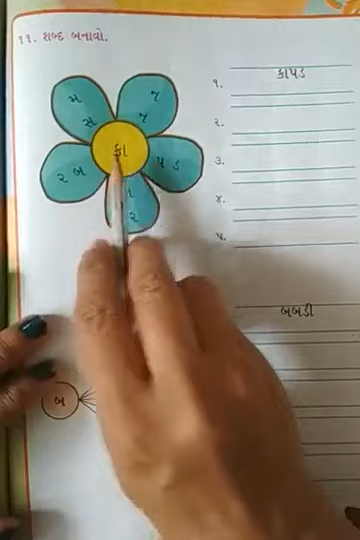 ૧૧. શબ્દ બનાવો.
કાપડ
૧.
૨.
૩.
૪.
૫.
મ
સ
જ
જ
કા
પ ડ
ર બ
ર
બબડી
બ